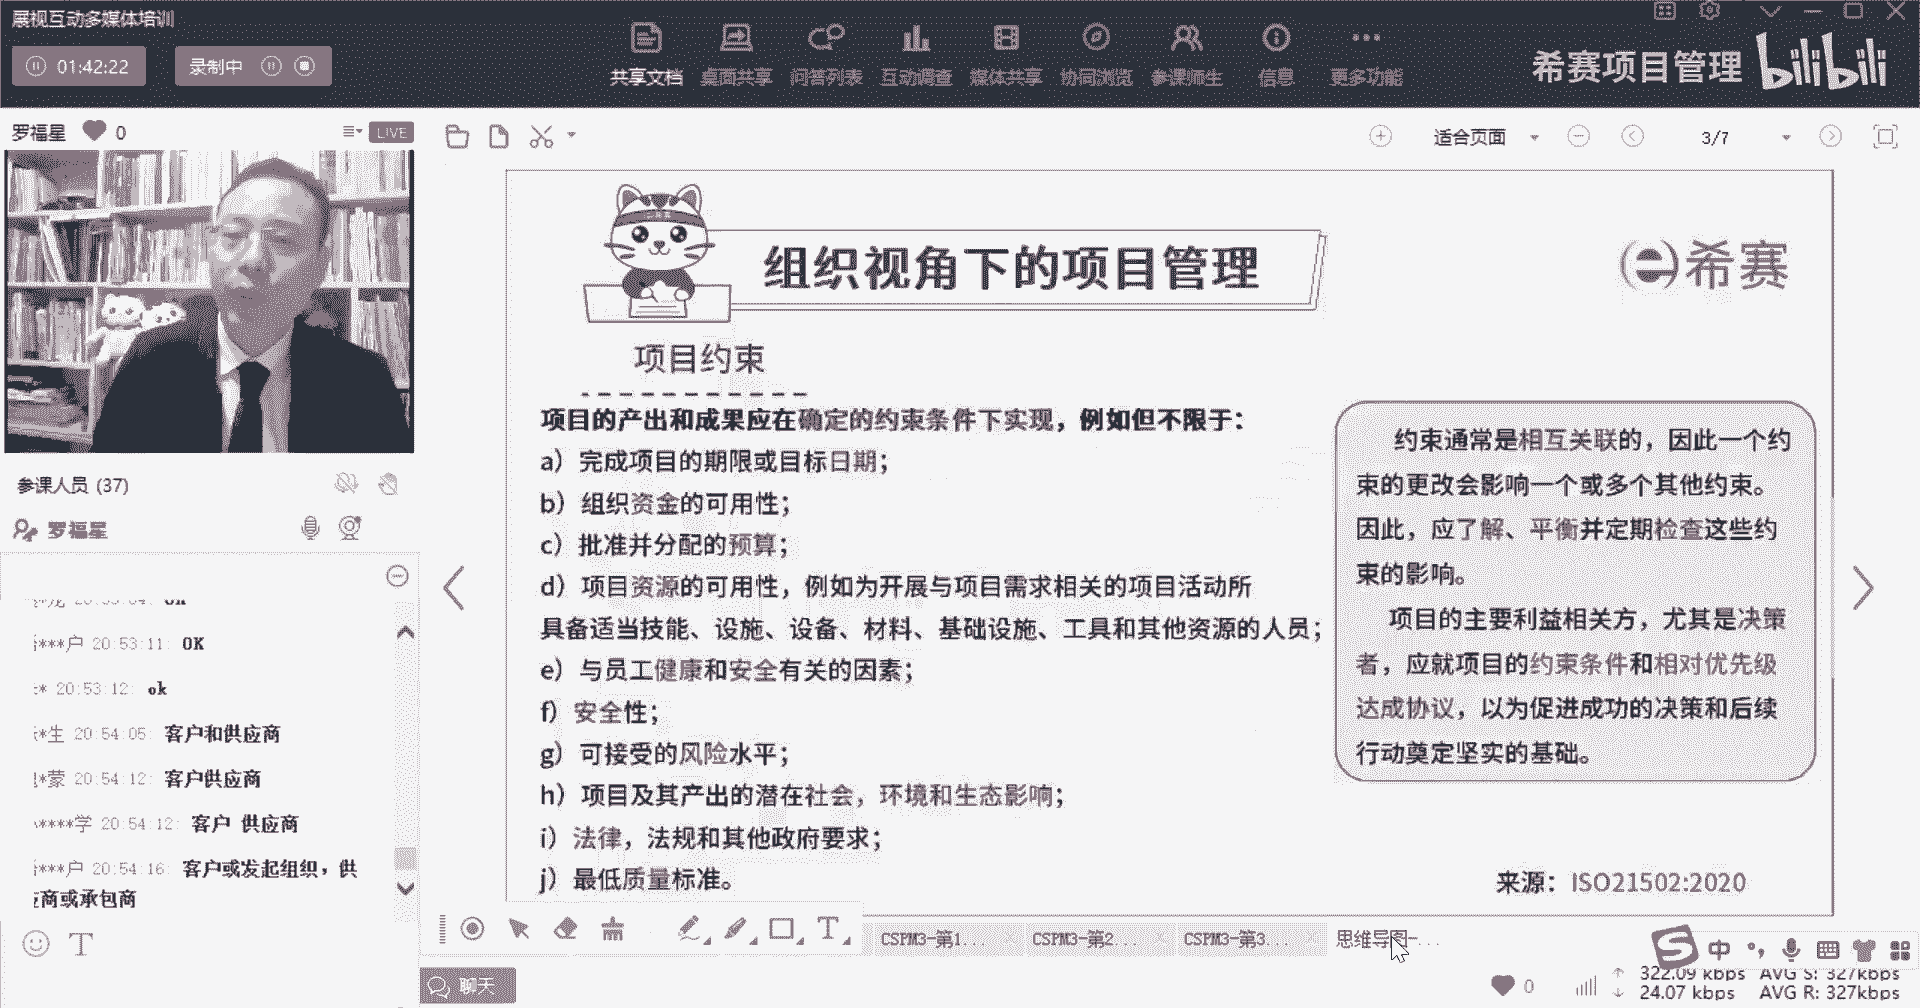 展视互动多媒体培训
01:42:22
录制中
共享文档
桌面共享
问答列表
互动调查
媒体共享
协同浏览
参课师生
信息
更多功能
希赛项目管理
bilibili
罗福星
0
LIVE
适合页面
3/7
参课人员 (37)
罗福星
***户 20:53:11: OK
* 20:53:12: ok
*生 20:54:05: 客户和供应商
*蒙 20:54:12: 客户供应商
****学 20:54:12: 客户 供应商
***户 20:54:16: 客户或发起组织，供
商或承包商
T
组织视角下的项目管理
希赛
项目约束
项目的产出和成果应在确定的约束条件下实现，例如但不限于：
a）完成项目的期限或目标日期；
b）组织资金的可用性；
c）批准并分配的预算；
d）项目资源的可用性，例如为开展与项目需求相关的项目活动所
具备适当技能、设施、设备、材料、基础设施、工具和其他资源的人员；
e）与员工健康和安全有关的因素；
f）安全性；
g）可接受的风险水平；
h）项目及其产出的潜在社会，环境和生态影响；
i）法律，法规和其他政府要求；
j）最低质量标准。
约束通常是相互关联的，因此一个约
束的更改会影响一个或多个其他约束。
因此，应了解、平衡并定期检查这些约
束的影响。
项目的主要利益相关方，尤其是决策
者，应就项目的约束条件和相对优先级
达成协议，以为促进成功的决策和后续
行动奠定坚实的基础。
来源：ISO21502:2020
T
CSPM3-第1...
CSPM3-第2...
CSPM3-第3...
思维导图-...
聊天
中
0
322.09 kbps AVG S: 327kbps
24.07 kbps AVG R: 327kbps